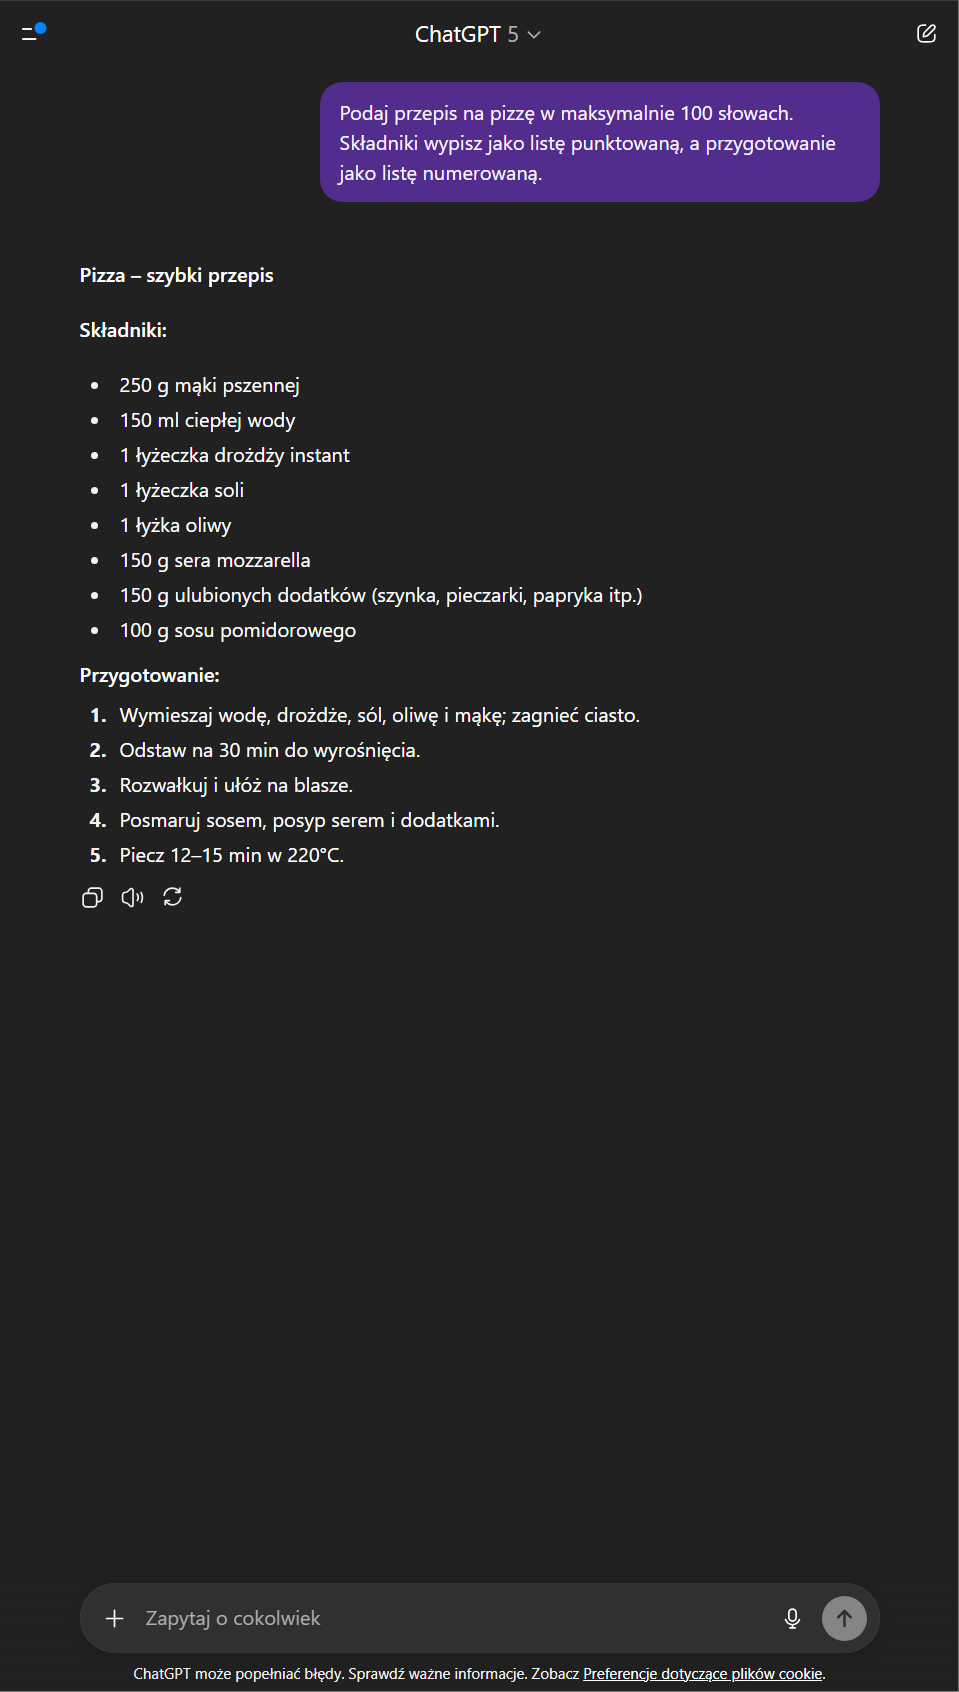 ChatGPT 5
Podaj przepis na pizzę w maksymalnie 100 słowach.
Składniki wypisz jako listę punktowaną, a przygotowanie
jako listę numerowaną.
Pizza – szybki przepis
Składniki:
• 250 g mąki pszennej
• 150 ml ciepłej wody
• 1 łyżeczka drożdży instant
• 1 łyżeczka soli
• 1 łyżka oliwy
• 150 g sera mozzarella
• 150 g ulubionych dodatków (szynka, pieczarki, papryka itp.)
• 100 g sosu pomidorowego
Przygotowanie:
1. Wymieszaj wodę, drożdże, sól, oliwę i mąkę; zagnieć ciasto.
2. Odstaw na 30 min do wyrośnięcia.
3. Rozwałkuj i ułóż na blasze.
4. Posmaruj sosem, posyp serem i dodatkami.
5. Piecz 12–15 min w 220°C.
Zapytaj o cokolwiek
ChatGPT może popełniać błędy. Sprawdź ważne informacje. Zobacz Preferencje dotyczące plików cookie.